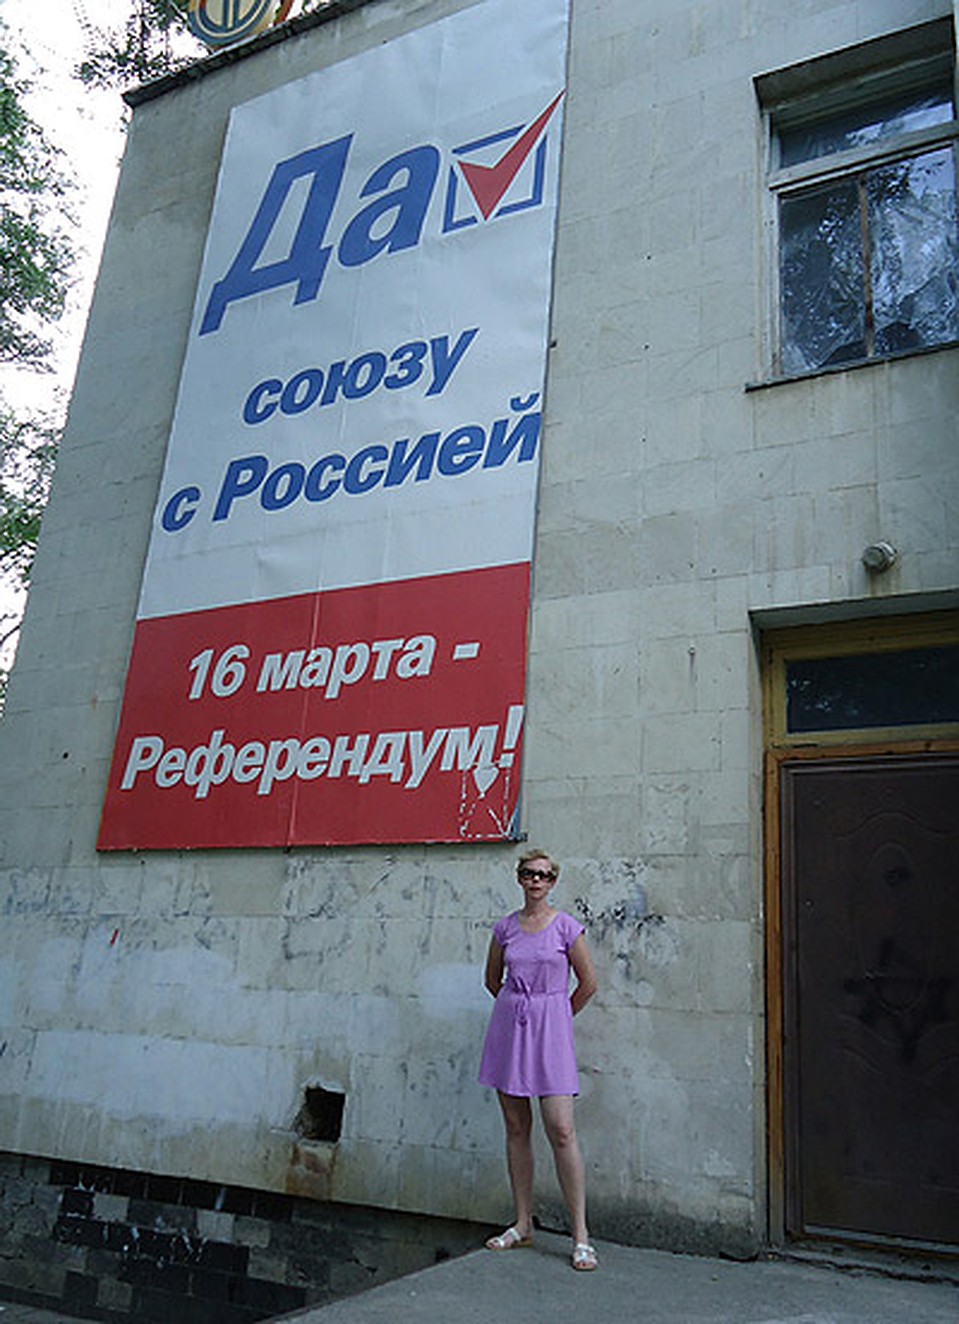 Да
союзу
с Россией
16 марта -
Референдум!